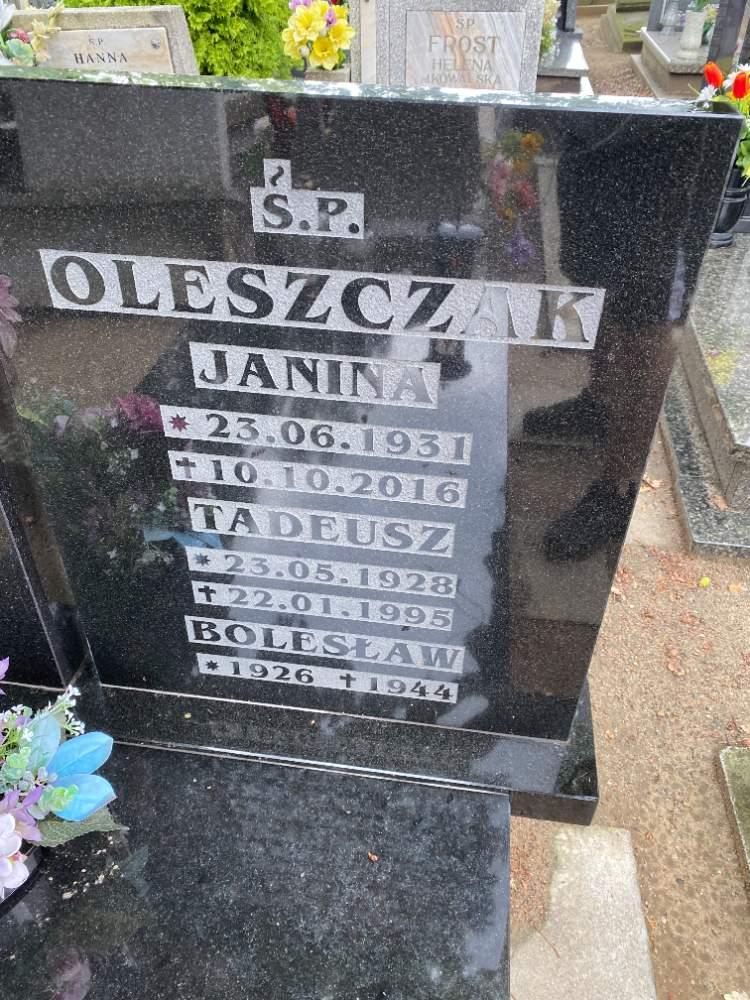 Ś.P.
HANNA
Ś.P.
FROST
HELENA
Ś.P.
OLESZCZAK
JANINA
* 23.06.1931
† 10.10.2016
TADEUSZ
* 23.05.1928
† 22.01.1995
BOLESŁAW
* 1926 † 1944